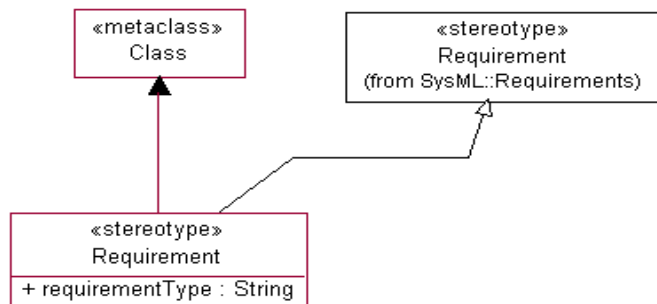 «metaclass»
Class
«stereotype»
Requirement
(from SysML::Requirements)
«stereotype»
Requirement
+ requirementType : String